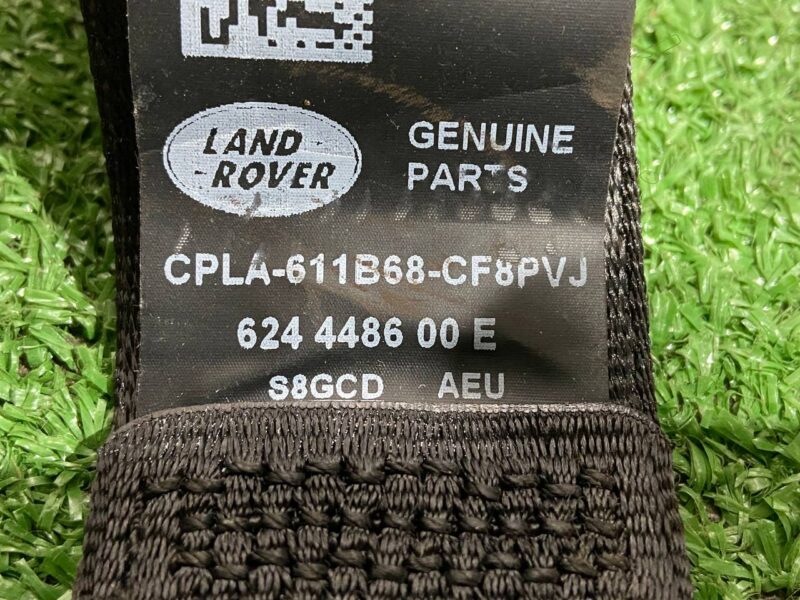 LAND
ROVER
GENUINE
PARTS
CPLA-611B68-CF8PVJ
624 4486 00 E
S8GCD AEU